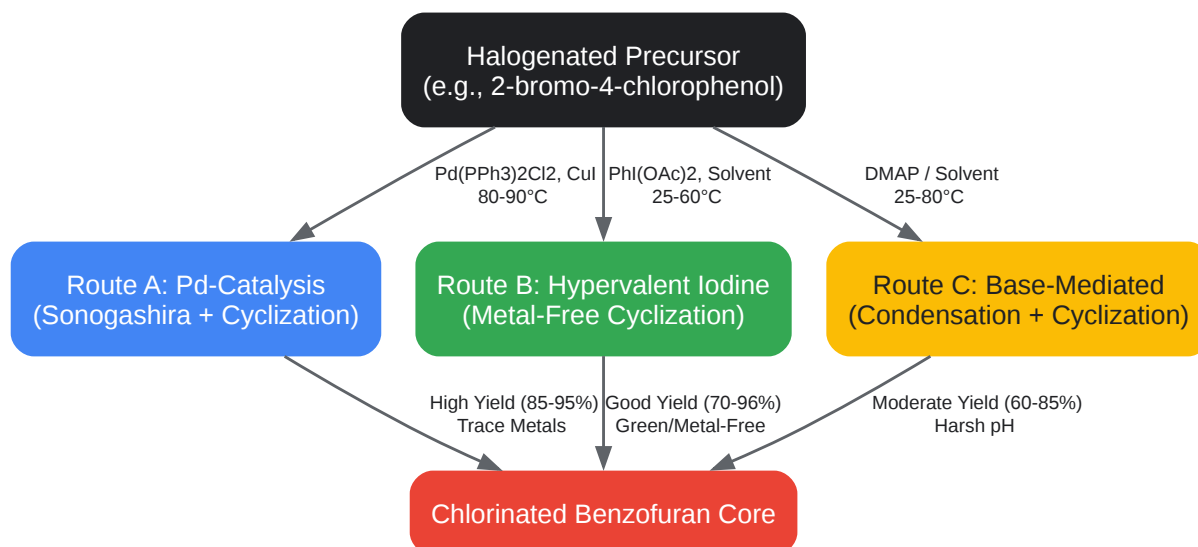 Halogenated Precursor
(e.g., 2-bromo-4-chlorophenol)
Pd(PPh3)2Cl2, CuI
80-90°C
PhI(OAc)2, Solvent
25-60°C
DMAP / Solvent
25-80°C
Route A: Pd-Catalysis
(Sonogashira + Cyclization)
Route B: Hypervalent Iodine
(Metal-Free Cyclization)
Route C: Base-Mediated
(Condensation + Cyclization)
High Yield (85-95%)
Trace Metals
Good Yield (70-96%)
Green/Metal-Free
Moderate Yield (60-85%)
Harsh pH
Chlorinated Benzofuran Core